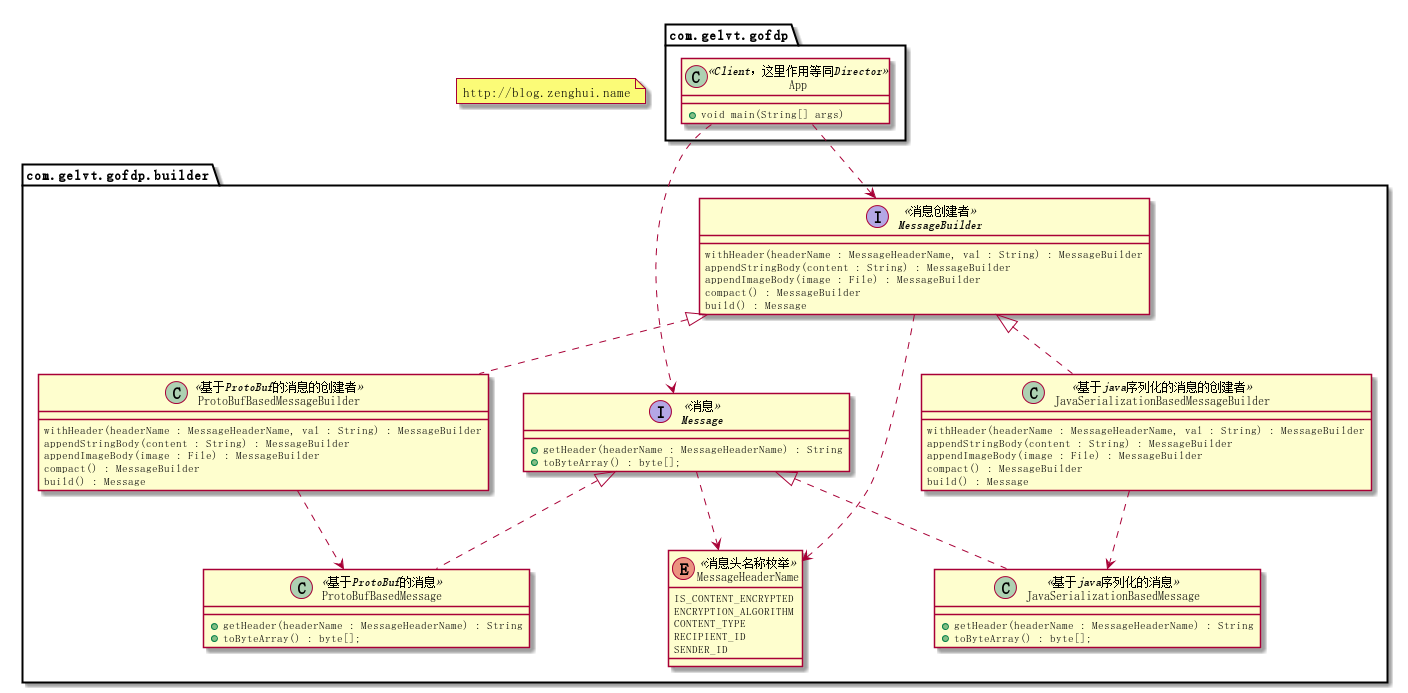 com.gelvt.gofdp
C
«Client，这里作用等同Director»
App
void main(String[] args)
http://blog.zenghui.name
com.gelvt.gofdp.builder
I
«消息创建者»
MessageBuilder
withHeader(headerName : MessageHeaderName, val : String) : MessageBuilder
appendStringBody(content : String) : MessageBuilder
appendImageBody(image : File) : MessageBuilder
compact() : MessageBuilder
build() : Message
C
«基于ProtoBuf的消息的创建者»
ProtoBufBasedMessageBuilder
withHeader(headerName : MessageHeaderName, val : String) : MessageBuilder
appendStringBody(content : String) : MessageBuilder
appendImageBody(image : File) : MessageBuilder
compact() : MessageBuilder
build() : Message
I
«消息»
Message
getHeader(headerName : MessageHeaderName) : String
toByteArray() : byte[];
C
«基于java序列化的消息的创建者»
JavaSerializationBasedMessageBuilder
withHeader(headerName : MessageHeaderName, val : String) : MessageBuilder
appendStringBody(content : String) : MessageBuilder
appendImageBody(image : File) : MessageBuilder
compact() : MessageBuilder
build() : Message
C
«基于ProtoBuf的消息»
ProtoBufBasedMessage
getHeader(headerName : MessageHeaderName) : String
toByteArray() : byte[];
E
«消息头名称枚举»
MessageHeaderName
IS_CONTENT_ENCRYPTED
ENCRYPTION_ALGORITHM
CONTENT_TYPE
RECIPIENT_ID
SENDER_ID
C
«基于java序列化的消息»
JavaSerializationBasedMessage
getHeader(headerName : MessageHeaderName) : String
toByteArray() : byte[];